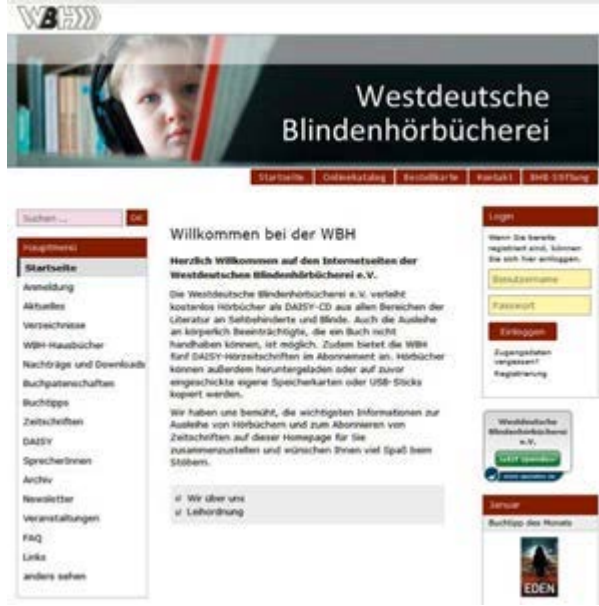 WBH
Westdeutsche
Blindenhörbücherei
Startseite
Onlinekatalog
Bestellkarte
Kontakt
BHB Stiftung
Suchen ...
OK
Hauptmenü
Startseite
Anmeldung
Aktuelles
Verzeichnisse
WBH-Hausbücher
Nachträge und Downloads
Buchpatenschaften
Buchtipps
Zeitschriften
DAISY
SprecherInnen
Archiv
Newsletter
Veranstaltungen
FAQ
Links
anders sehen
Willkommen bei der WBH
Herzlich Willkommen auf den Internetseiten der
Westdeutschen Blindenhörbücherei e.V.
Die Westdeutsche Blindenhörbücherei e.V. verleiht
kostenlos Hörbücher als DAISY-CD aus allen Bereichen der
Literatur an Sehbehinderte und Blinde. Auch die Ausleihe
an körperlich Beeinträchtigte, die ein Buch nicht
handhaben können, ist möglich. Zudem bietet die WBH
fünf DAISY-Hörzeitschriften im Abonnement an. Hörbücher
können außerdem heruntergeladen oder auf zuvor
eingeschickte eigene Speicherkarten oder USB-Sticks
kopiert werden.
Wir haben uns bemüht, die wichtigsten Informationen zur
Ausleihe von Hörbüchern und zum Abonnieren von
Zeitschriften auf dieser Homepage für Sie
zusammenzustellen und wünschen Ihnen viel Spaß beim
Stöbern.
Wir über uns
Leihordnung
Login
Wenn Sie bereits
registriert sind, können
Sie sich hier einloggen.
Benutzername
Passwort
Einloggen
Zugangsdaten
vergessen?
Registrierung
Westdeutsche
Blindenhörbücherei
e.V.
Jetzt spenden!
Januar
Buchtipp des Monats
EDEN